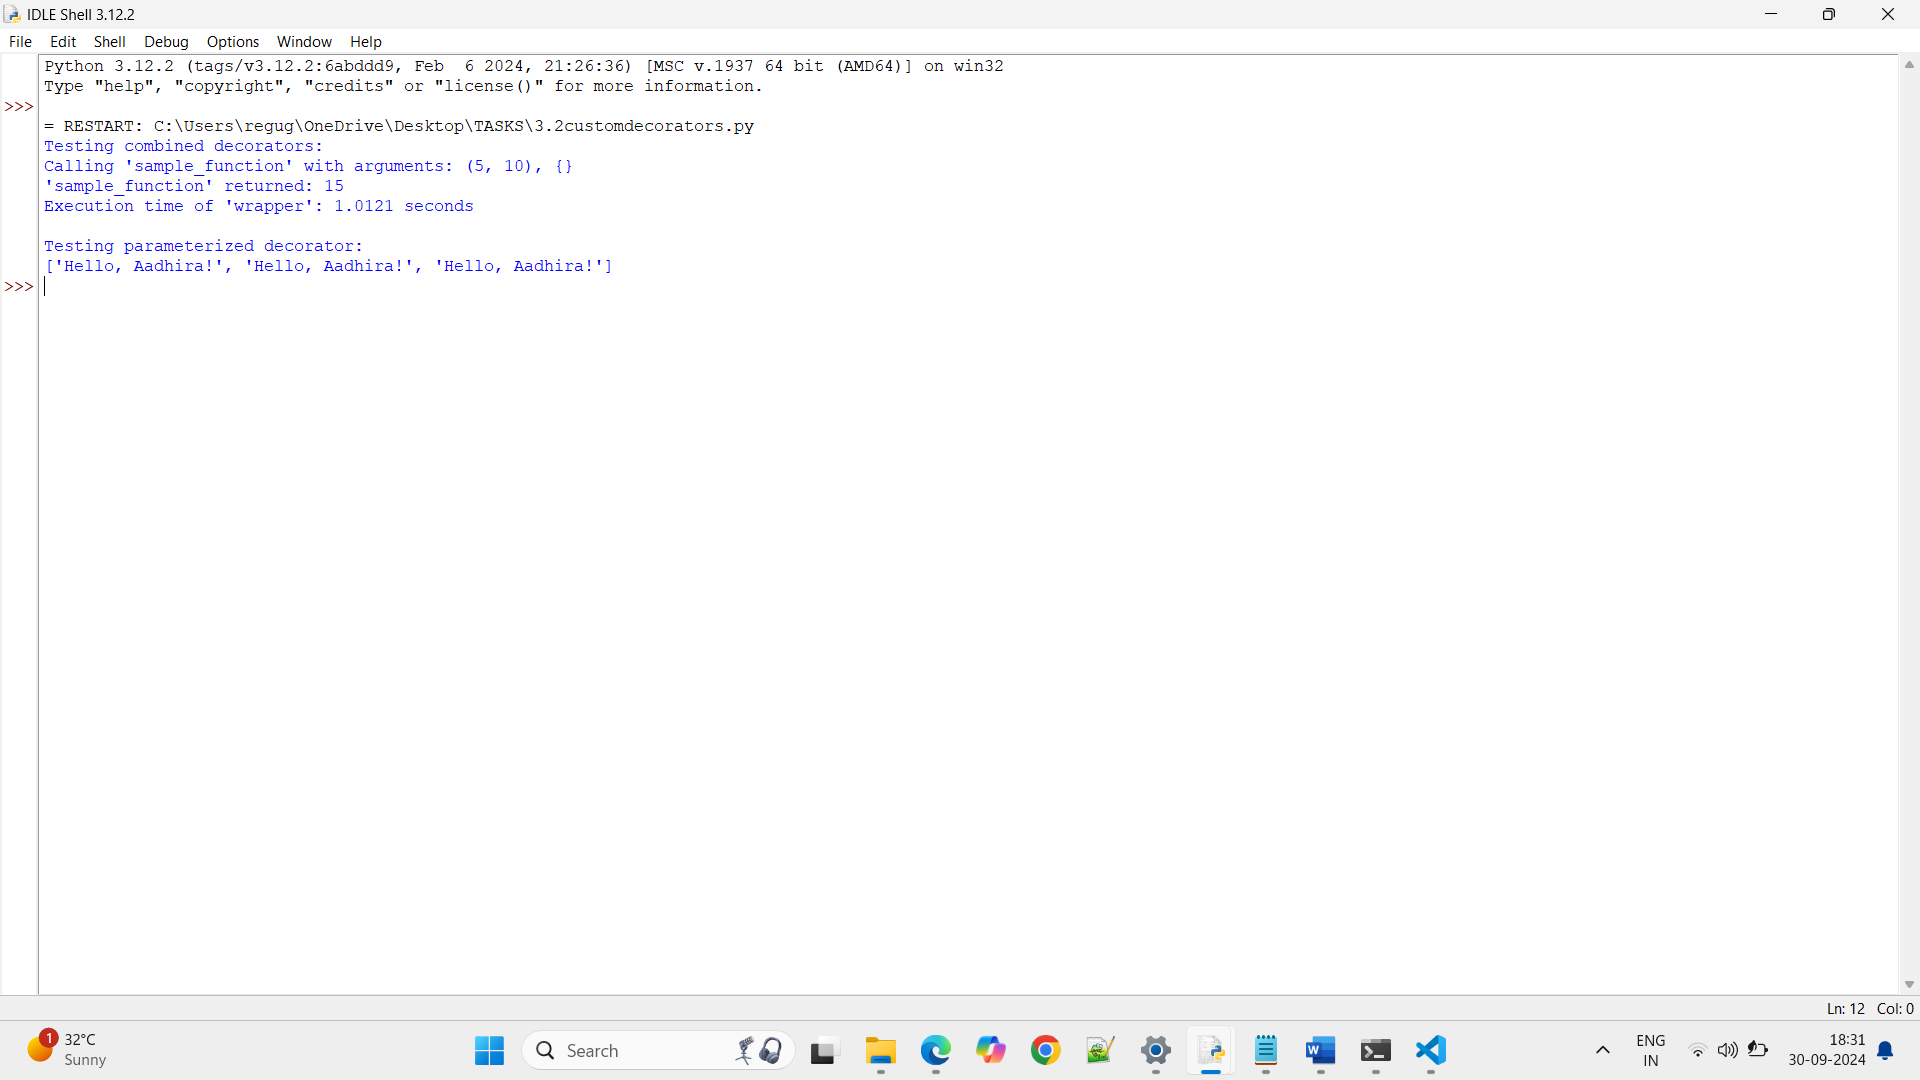 IDLE Shell 3.12.2
File Edit Shell Debug Options Window Help
Python 3.12.2 (tags/v3.12.2:6abddd9, Feb  6 2024, 21:26:36) [MSC v.1937 64 bit (AMD64)] on win32
Type "help", "copyright", "credits" or "license()" for more information.
>>>
= RESTART: C:\Users\regug\OneDrive\Desktop\TASKS\3.2customdecorators.py
Testing combined decorators:
Calling 'sample_function' with arguments: (5, 10), {}
'sample_function' returned: 15
Execution time of 'wrapper': 1.0121 seconds
Testing parameterized decorator:
['Hello, Aadhira!', 'Hello, Aadhira!', 'Hello, Aadhira!']
>>>
Ln: 12 Col: 0
1
32°C
Sunny
Search
W
ENG
IN
18:31
30-09-2024